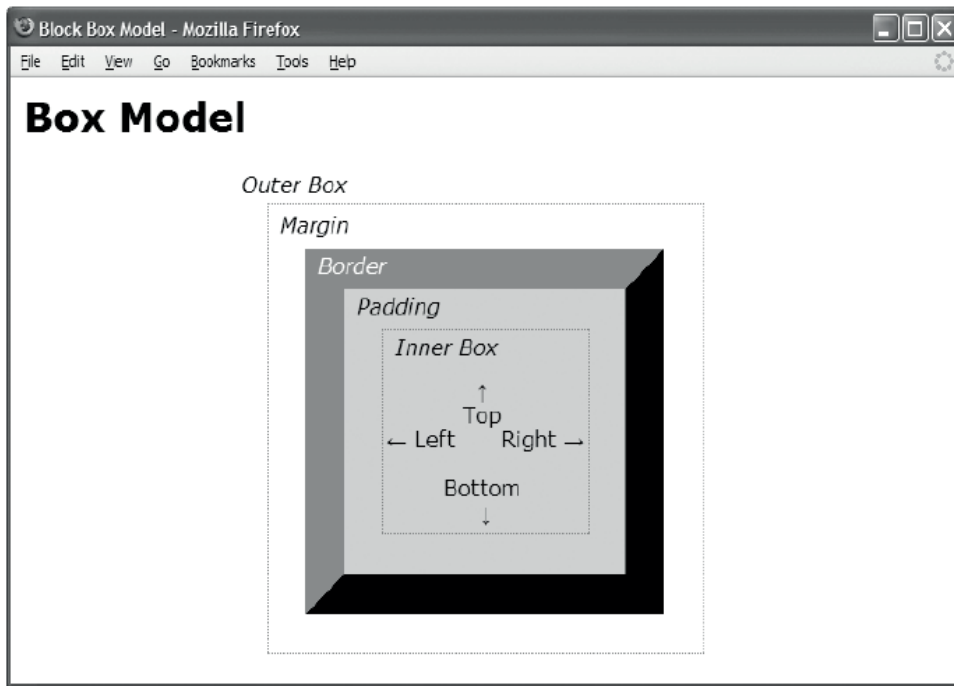 Block Box Model - Mozilla Firefox
File Edit View Go Bookmarks Tools Help
Box Model
Outer Box
Margin
Border
Padding
Inner Box
↑
Top
← Left Right →
Bottom
↓